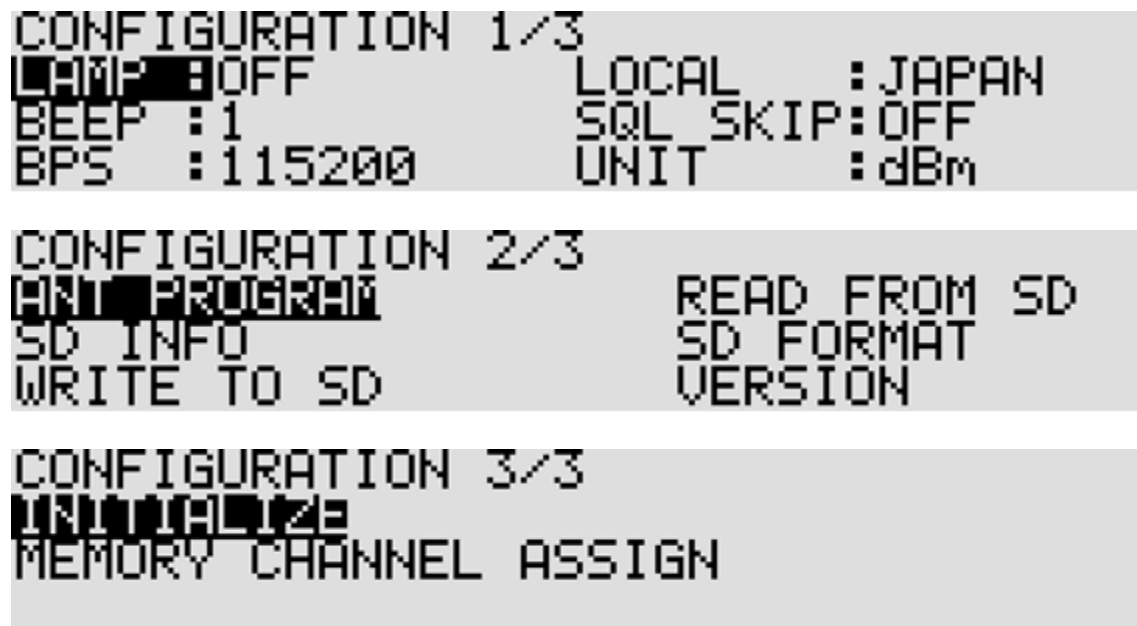 CONFIGURATION 1/3
LAMP :OFF LOCAL :JAPAN
BEEP :1 SQL SKIP:OFF
BPS :115200 UNIT :dBm
CONFIGURATION 2/3
ANT PROGRAM READ FROM SD
SD INFO SD FORMAT
WRITE TO SD VERSION
CONFIGURATION 3/3
INITIALIZE
MEMORY CHANNEL ASSIGN